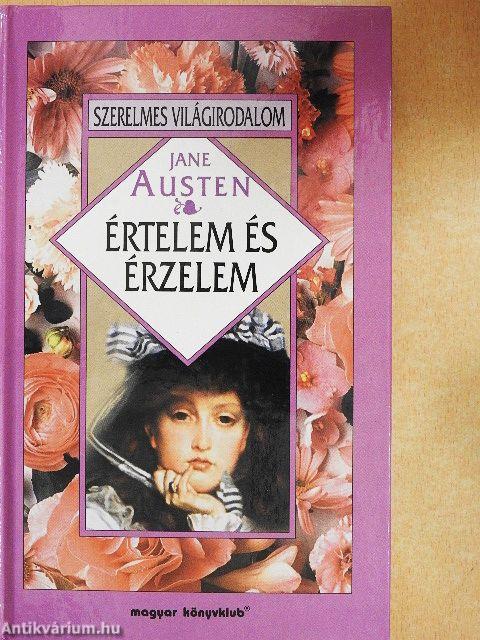 SZERELMES VILÁGIRODALOM
JANE
AUSTEN
ÉRTELEM ÉS
ÉRZELEM
magyar könyvklub®
Antikvárium.hu